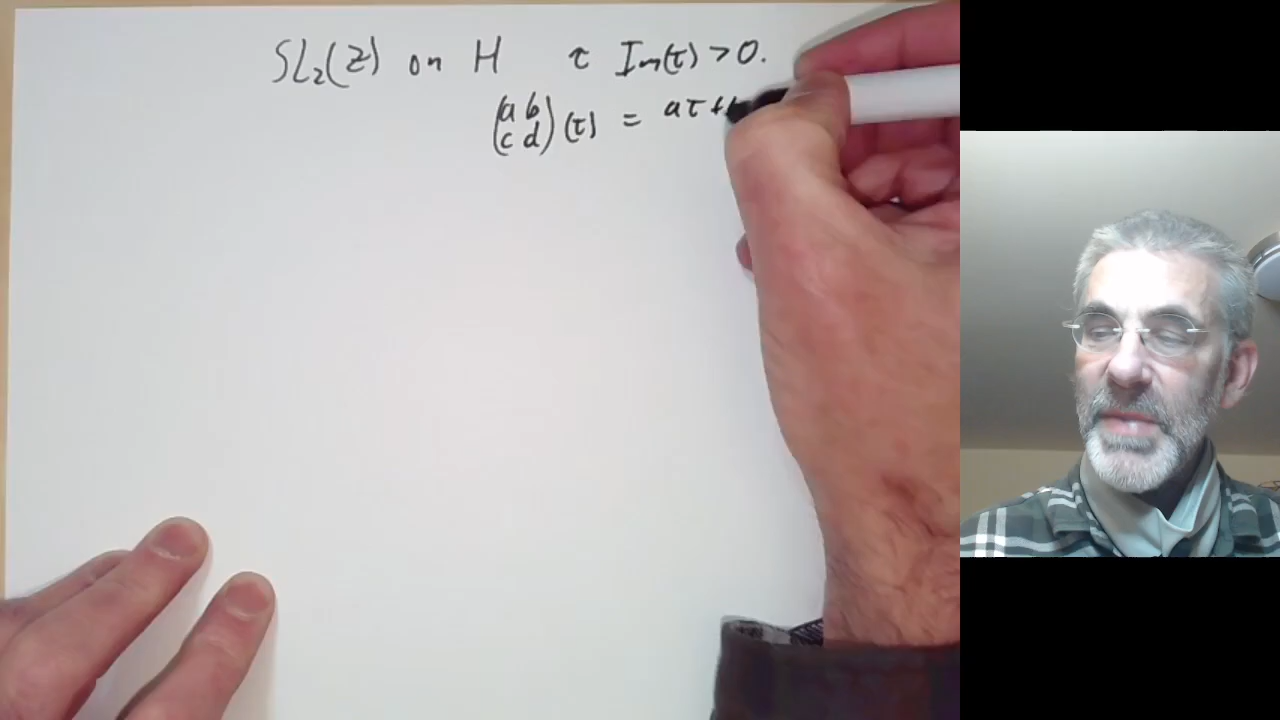 SL₂(Z) on H τ Im(τ) > 0.
(a b
c d) (τ) = aτ +